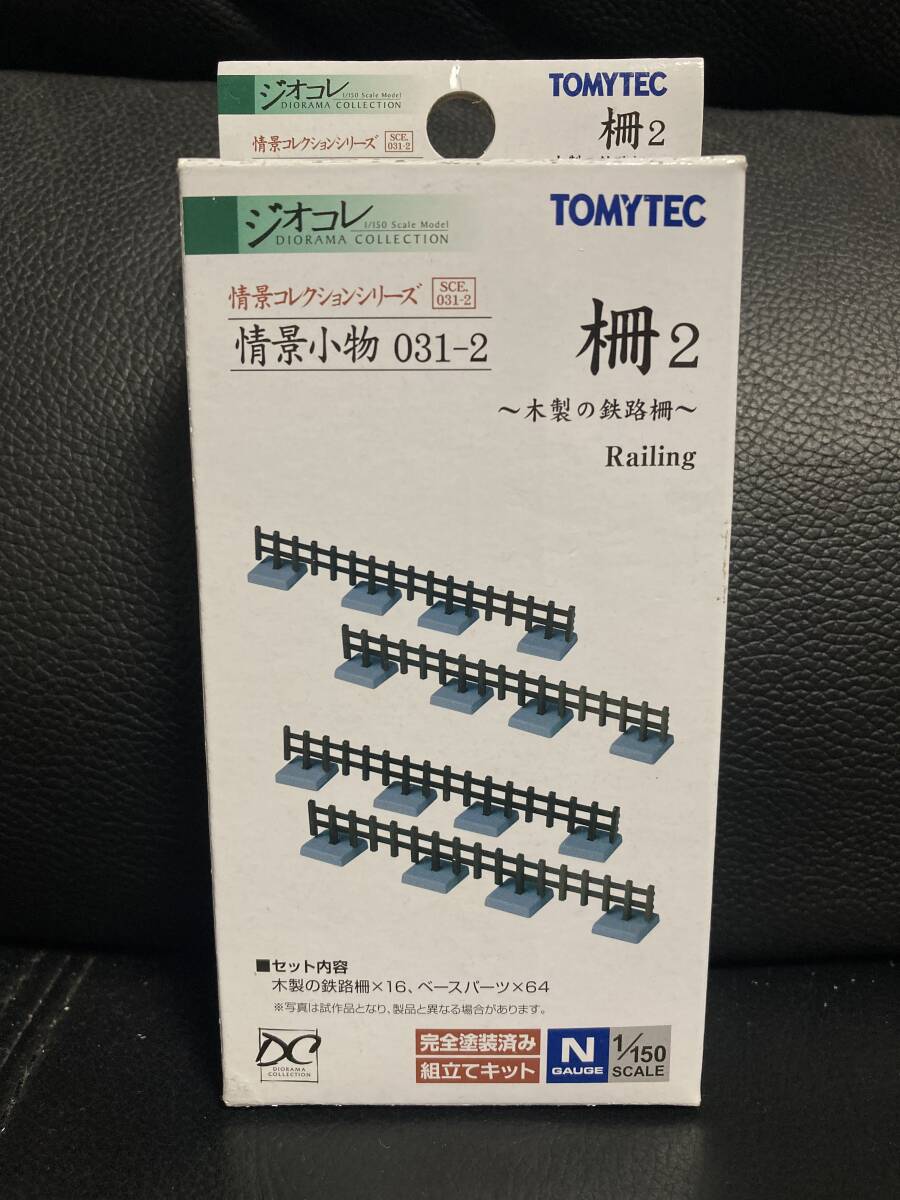 ジオコレ
1/150 Scale Model
DIORAMA COLLECTION
TOMYTEC
情景コレクションシリーズ
SCE.
031-2
柵2
ジオコレ
1/150 Scale Model
DIORAMA COLLECTION
TOMYTEC
情景コレクションシリーズ
SCE.
031-2
情景小物 031-2
柵2
～木製の鉄路柵～
Railing
■セット内容
木製の鉄路柵×16、ベースパーツ×64
※写真は試作品となり、製品と異なる場合があります。
DC
DIORAMA
COLLECTION
完全塗装済み
組立てキット
N
GAUGE
1/150
SCALE